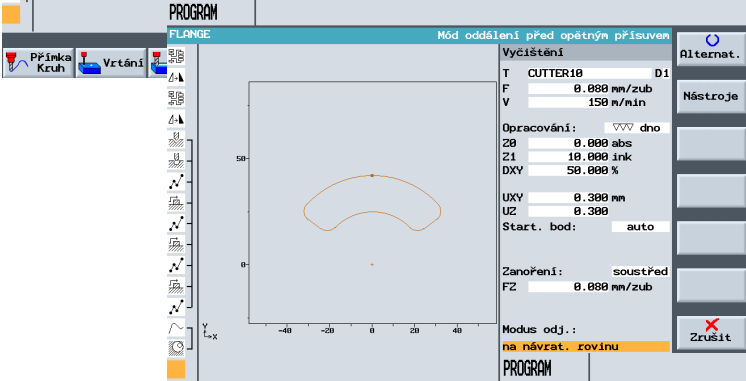 PROGRAM
FLANGE Mód oddálení před opětným přísuvem
Přímka
Kruh
Vrtání
Vyčištění
T CUTTER10 D1
F 0.080 mm/zub
V 150 m/min
Opracování: ▽▽▽ dno
Z0 0.000 abs
Z1 10.000 ink
DXY 50.000 %
UXY 0.300 mm
UZ 0.300
Start. bod: auto
Zanoření: soustřed
FZ 0.080 mm/zub
Modus odj.:
na návrat. rovinu
50
0
-40 -20 0 20 40
Y
X
Alternat.
Nástroje
Zrušit
PROGRAM